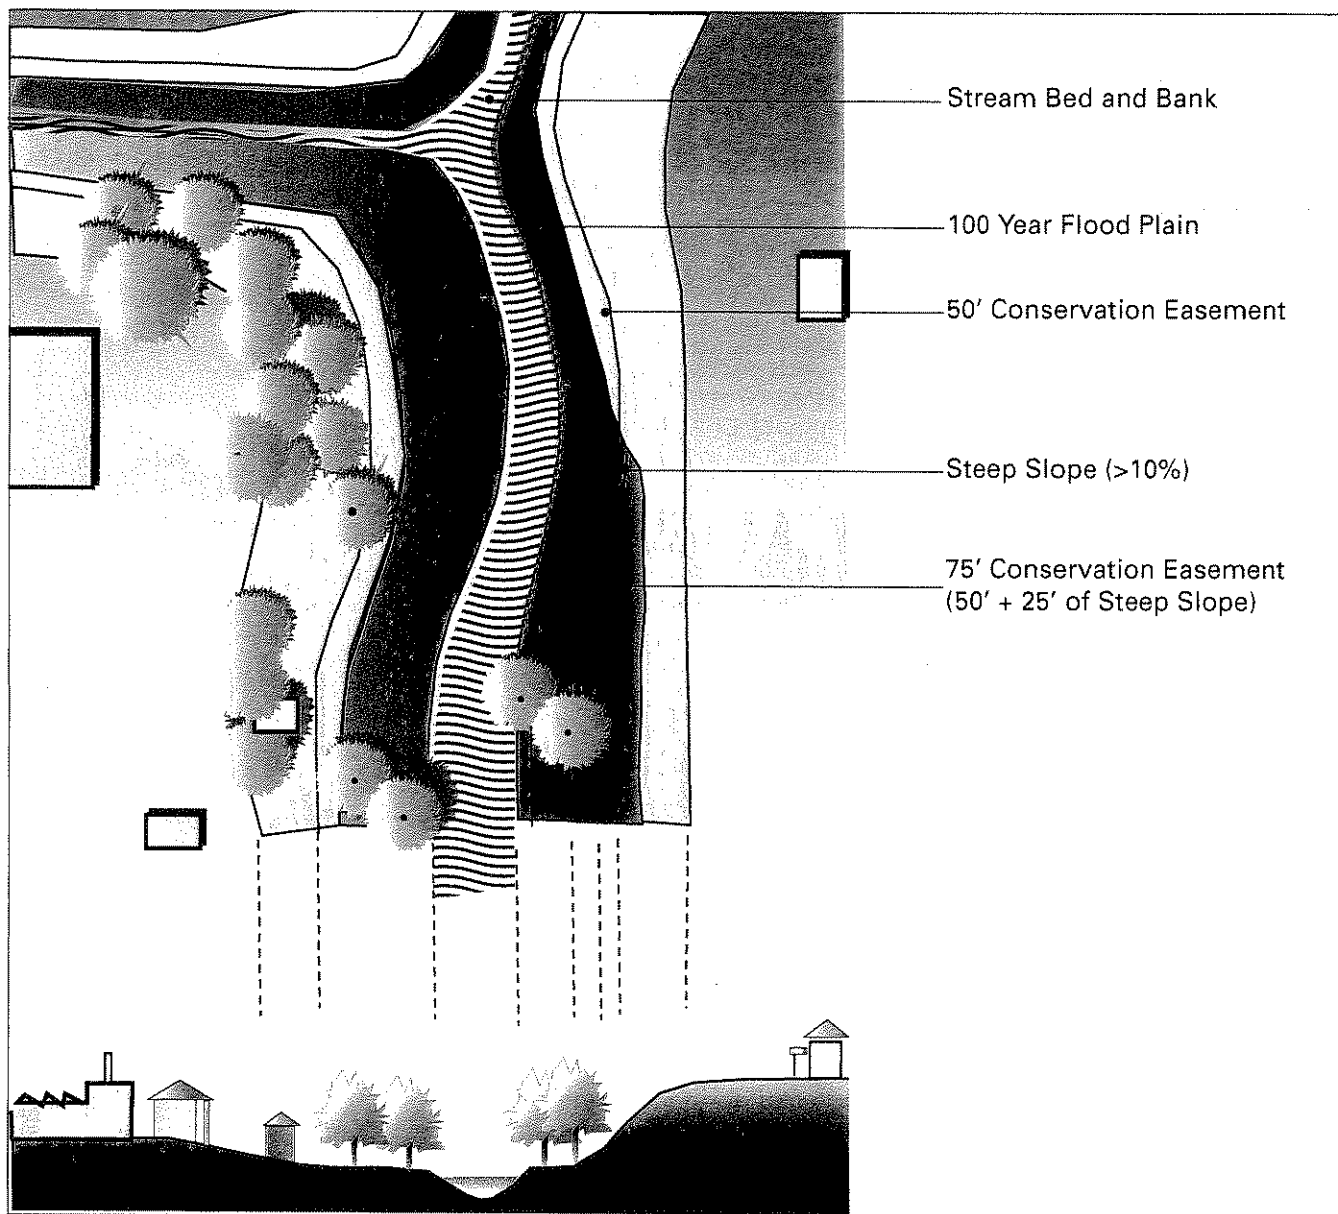 Stream Bed and Bank
100 Year Flood Plain
50′ Conservation Easement
Steep Slope (>10%)
75′ Conservation Easement
(50′ + 25′ of Steep Slope)